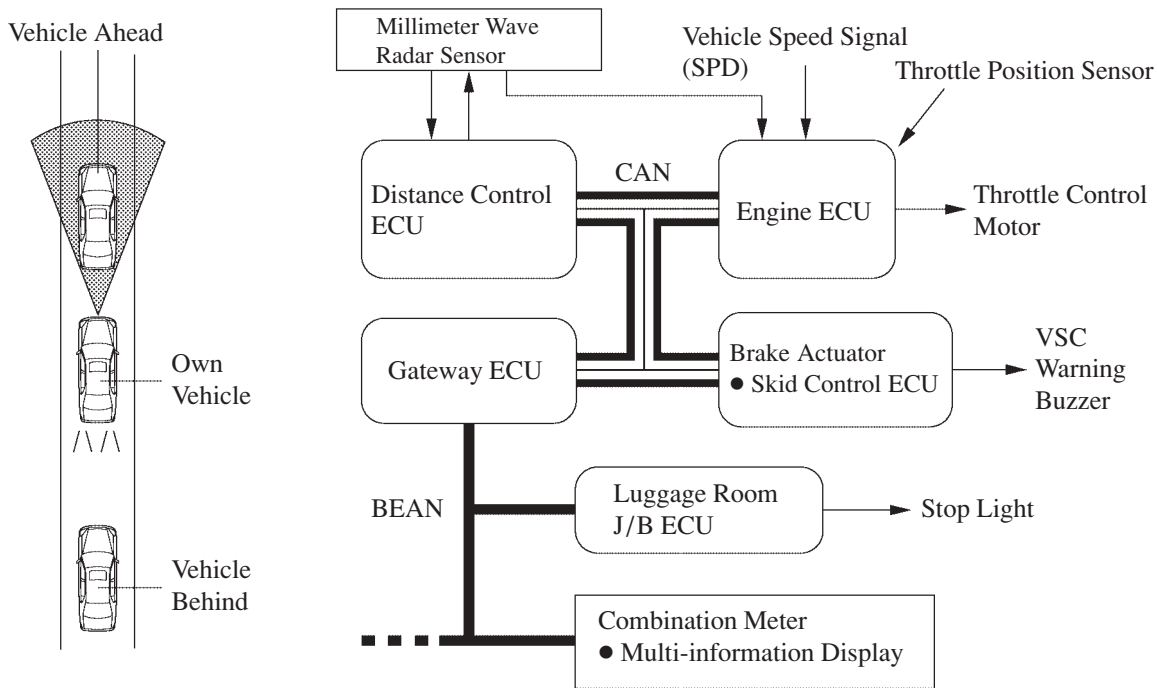 Vehicle Ahead
Own
Vehicle
Vehicle
Behind
Millimeter Wave
Radar Sensor
Vehicle Speed Signal
(SPD)
Throttle Position Sensor
Distance Control
ECU
CAN
Engine ECU
Throttle Control
Motor
Gateway ECU
Brake Actuator
● Skid Control ECU
VSC
Warning
Buzzer
BEAN
Luggage Room
J/B ECU
Stop Light
Combination Meter
● Multi-information Display